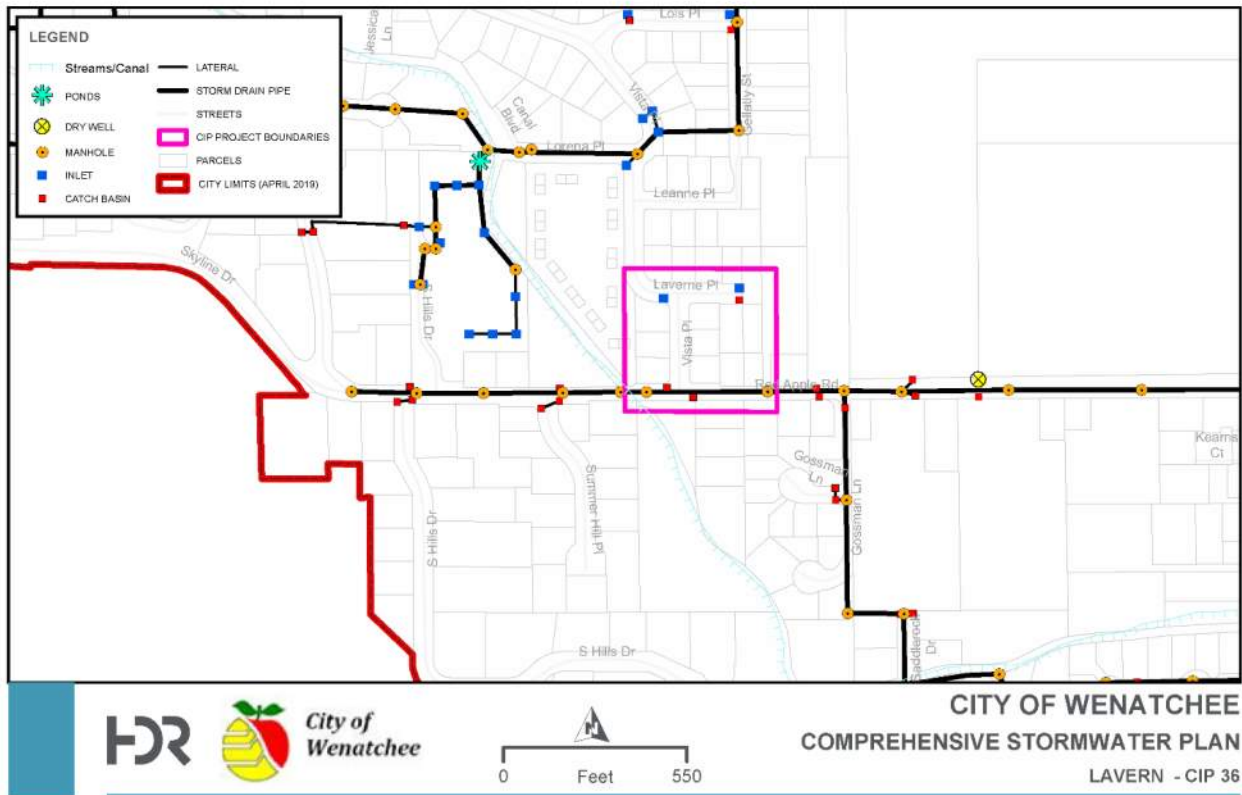 LEGEND
Streams/Canal
PONDS
DRY WELL
MANHOLE
INLET
CATCH BASIN
LATERAL
STORM DRAIN PIPE
STREETS
CIP PROJECT BOUNDARIES
PARCELS
CITY LIMITS (APRIL 2019)
Jessica Ln
Lois Pl
Canal Blvd
Gellatly St
Lorena Pl
Leanne Pl
Skyline Dr
S Hills Dr
Laverne Pl
Vista Pl
Red Apple Rd
Kearns Ct
Gossman Ln
Gossman Ln
Summer Hill Pl
S Hills Dr
S Hills Dr
Saddlerock Dr
HDR
City of
Wenatchee
N
0 Feet 550
CITY OF WENATCHEE
COMPREHENSIVE STORMWATER PLAN
LAVERN - CIP 36